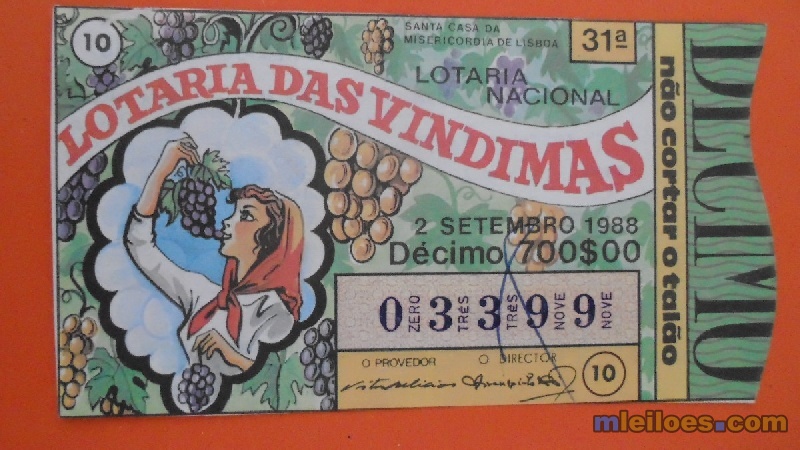 10
SANTA CASA DA
MISERICORDIA DE LISBOA
31ª
LOTARIA
NACIONAL
LOTARIA DAS VINDIMAS
2 SETEMBRO 1988
Décimo 700$00
0 ZERO 3 TRÊS 3 TRÊS 9 NOVE 9 NOVE
O PROVEDOR O DIRECTOR
10
não cortar o talão
DECIMO
mleiloes.com